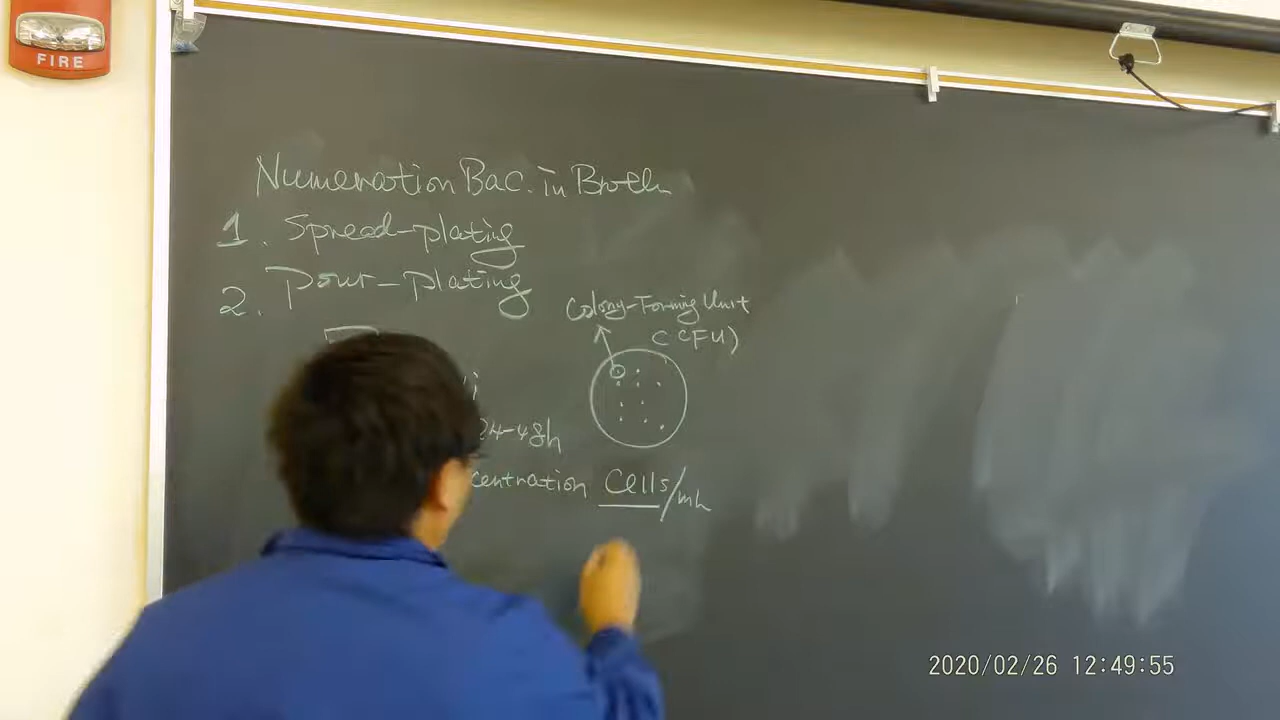 FIRE
Numeration Bac. in Broth
1. Spread-plating
2. Pour-plating
Colony-Forming Unit
(CFU)
24-48h
centration Cells/mL
2020/02/26 12:49:55